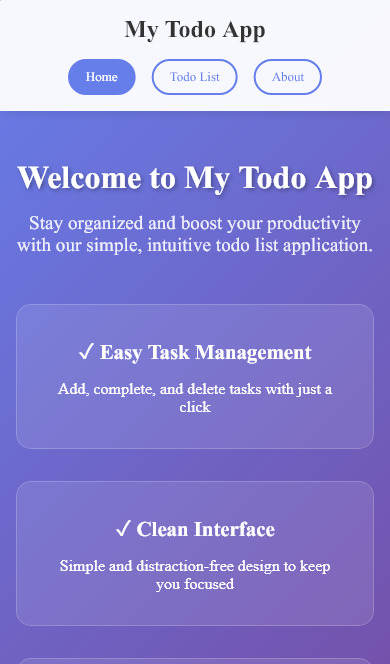 My Todo App
Home
Todo List
About
Welcome to My Todo App
Stay organized and boost your productivity
with our simple, intuitive todo list application.
✓ Easy Task Management
Add, complete, and delete tasks with just a
click
✓ Clean Interface
Simple and distraction-free design to keep
you focused